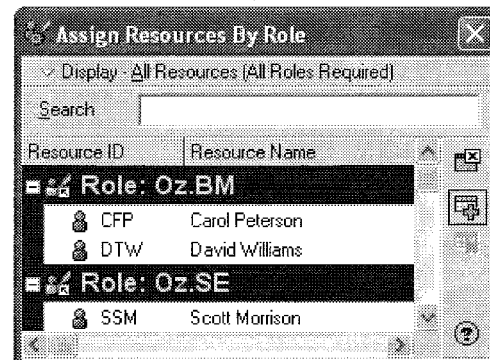 Assign Resources By Role
Display - All Resources (All Roles Required)
Search
Resource ID Resource Name
Role: Oz.BM
CFP Carol Peterson
DTW David Williams
Role: Oz.SE
SSM Scott Morrison